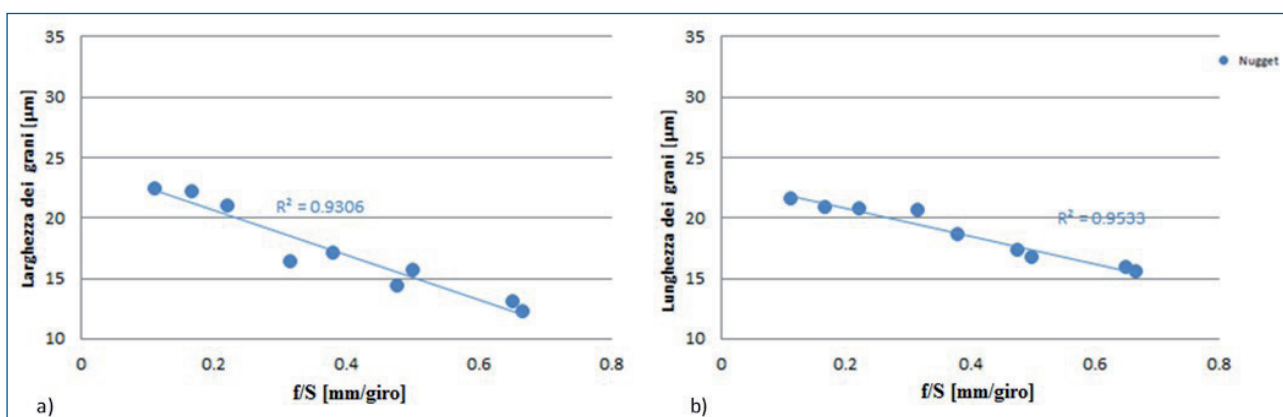 35
30
25
20
15
10
Larghezza dei grani [µm]
R² = 0.9306
0
0.2
0.4
0.6
0.8
f/S [mm/giro]
a)
35
30
25
20
15
10
Lunghezza dei grani [µm]
R² = 0.9533
0
0.2
0.4
0.6
0.8
f/S [mm/giro]
b)
Nugget